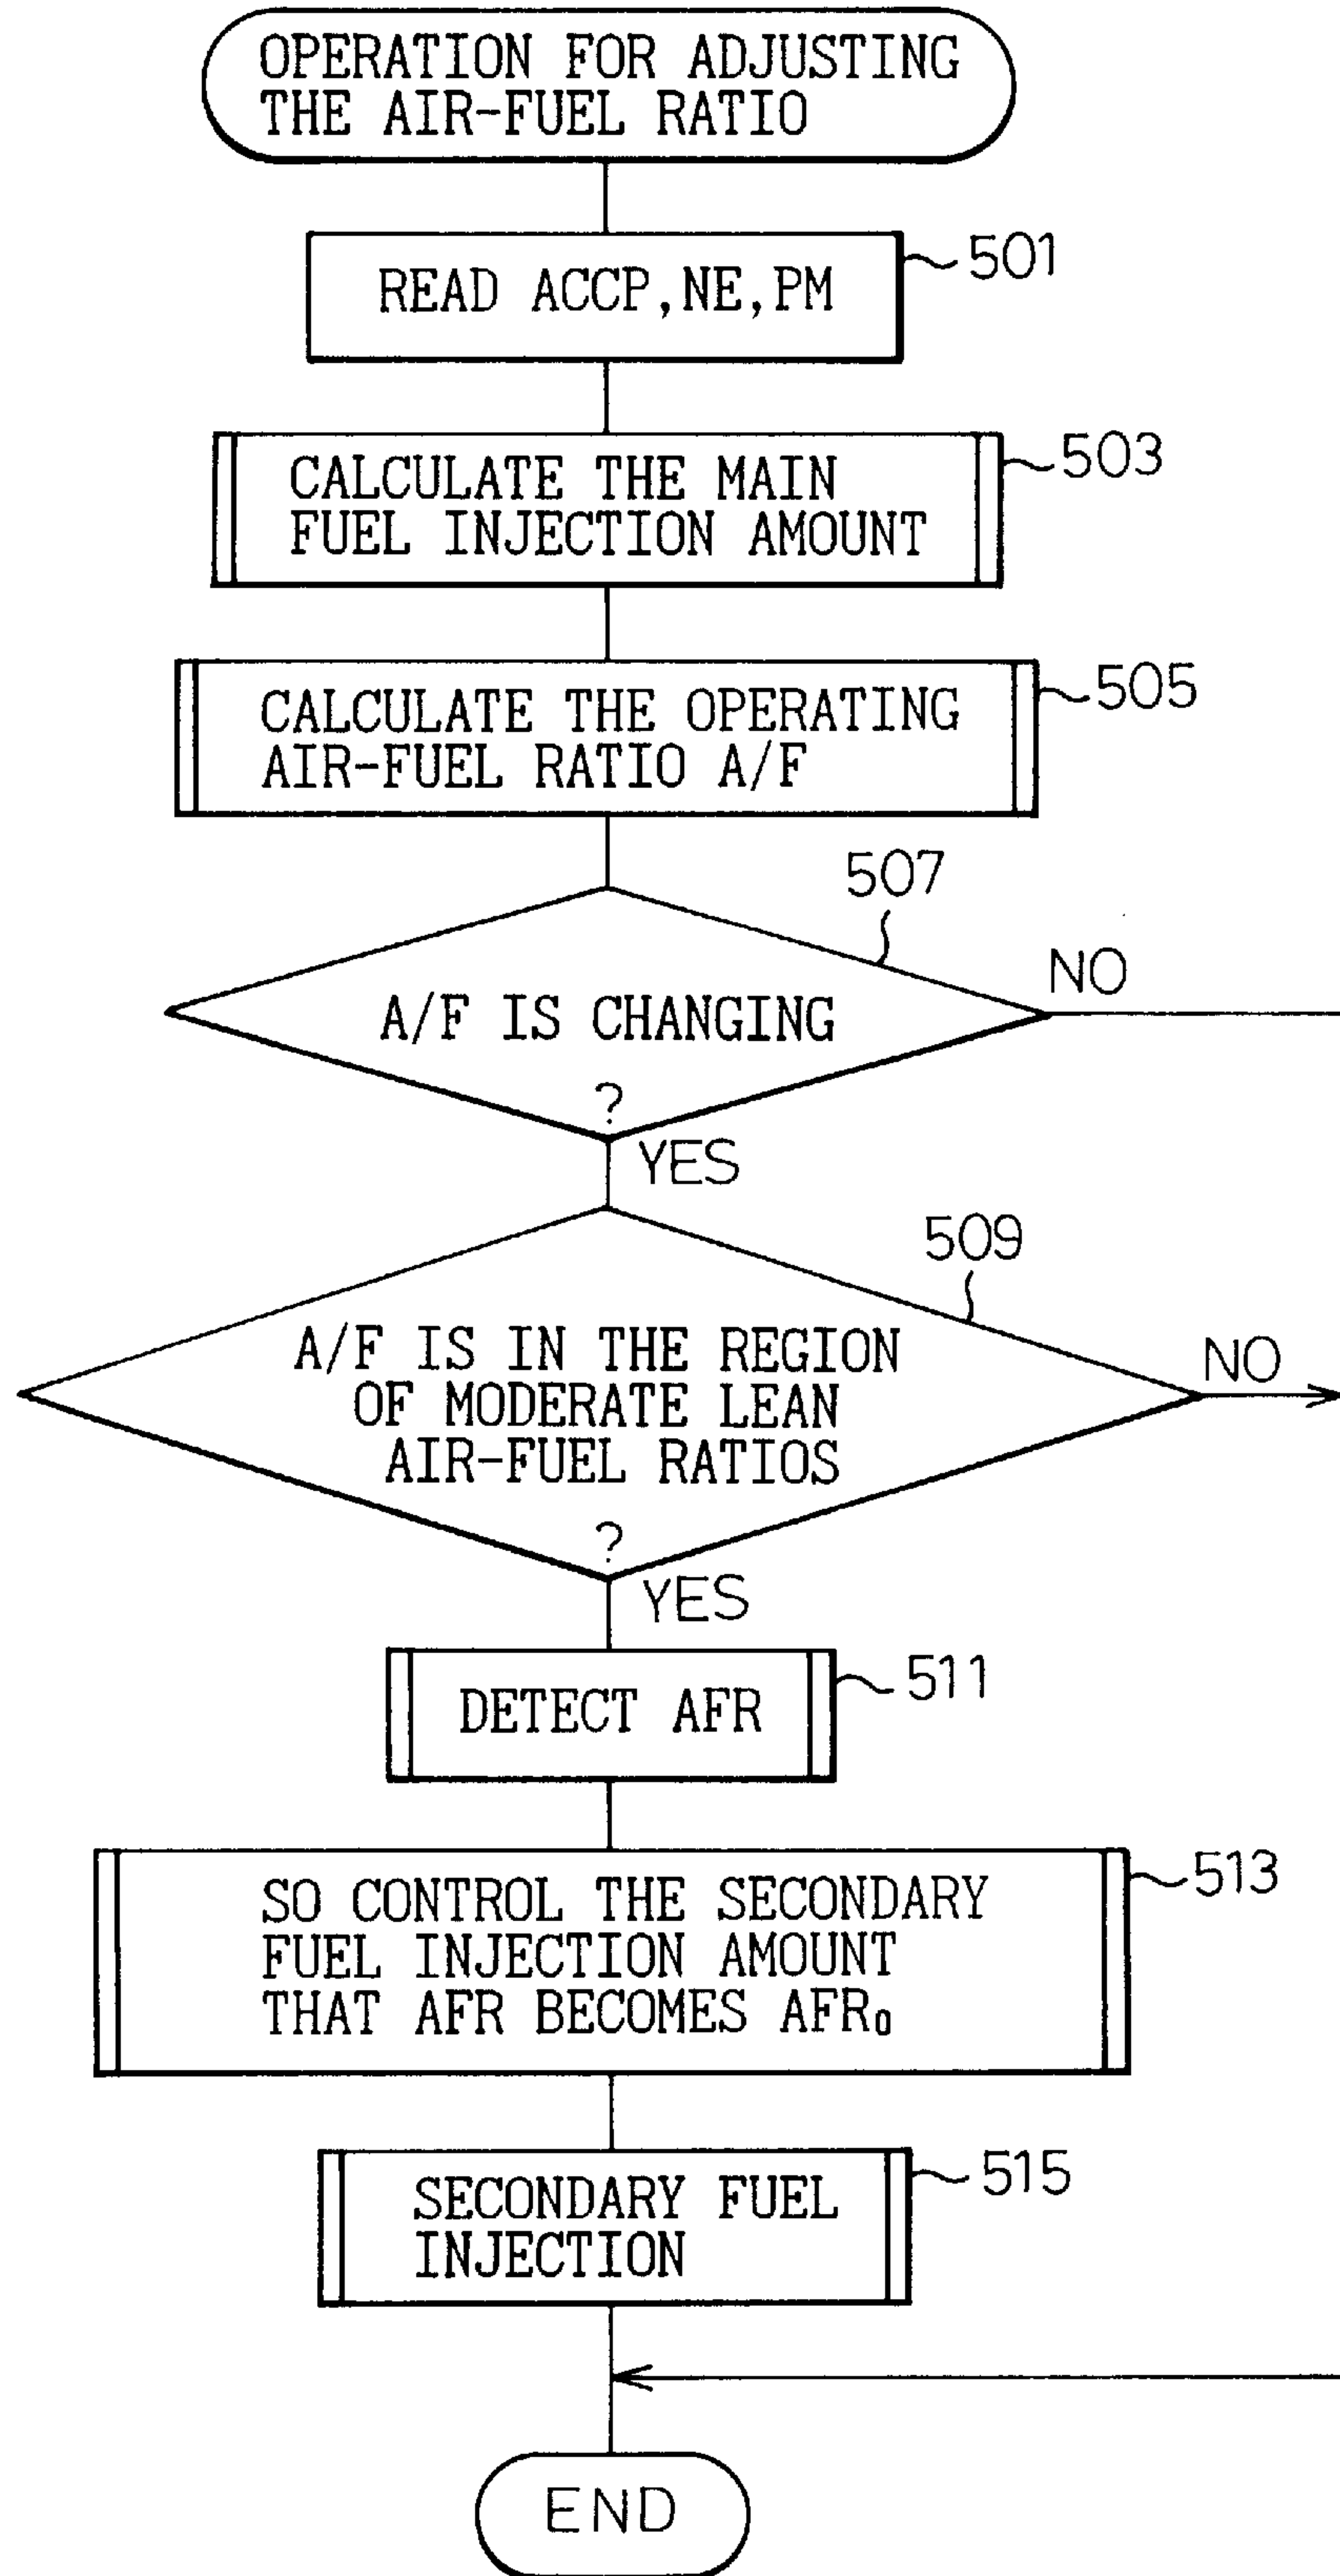 OPERATION FOR ADJUSTING
THE AIR-FUEL RATIO
READ ACCP,NE,PM
501
CALCULATE THE MAIN
FUEL INJECTION AMOUNT
503
CALCULATE THE OPERATING
AIR-FUEL RATIO A/F
505
507
A/F IS CHANGING
?
NO
YES
509
A/F IS IN THE REGION
OF MODERATE LEAN
AIR-FUEL RATIOS
?
NO
YES
DETECT AFR
511
SO CONTROL THE SECONDARY
FUEL INJECTION AMOUNT
THAT AFR BECOMES AFR₀
513
SECONDARY FUEL
INJECTION
515
END